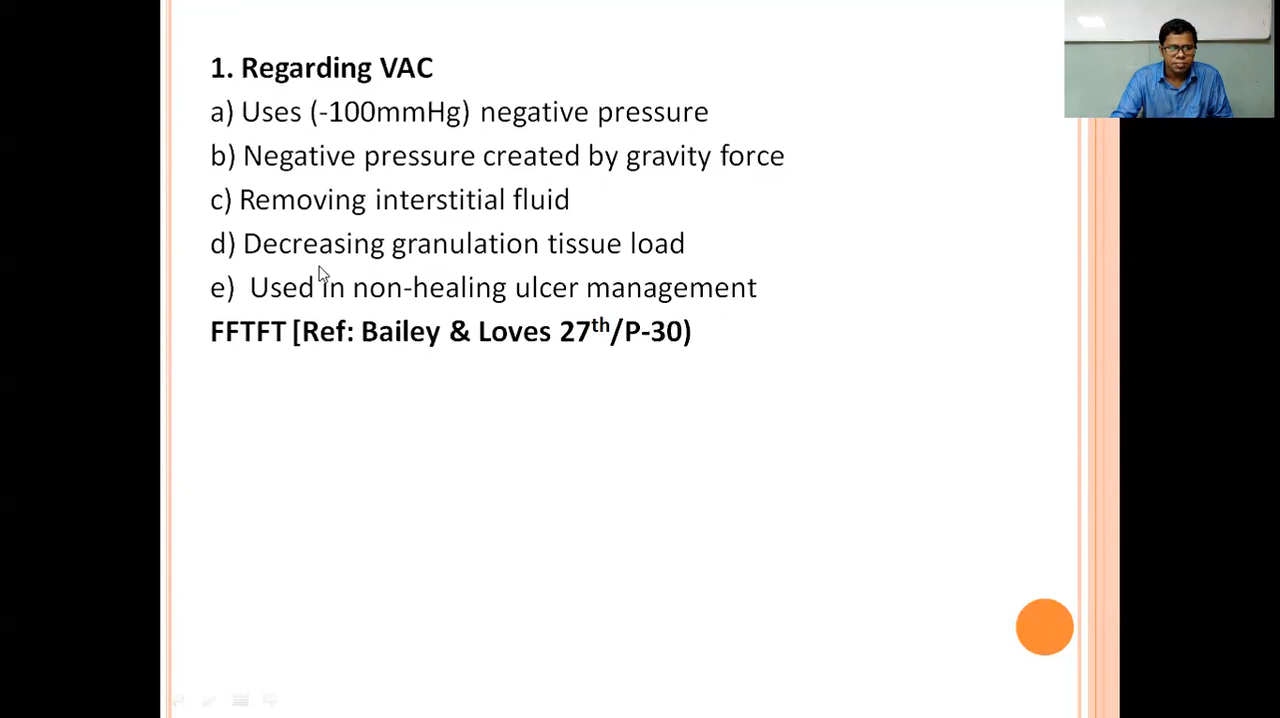 1. Regarding VAC
a) Uses (-100mmHg) negative pressure
b) Negative pressure created by gravity force
c) Removing interstitial fluid
d) Decreasing granulation tissue load
e) Used in non-healing ulcer management
FFTFT [Ref: Bailey & Loves 27th/P-30)